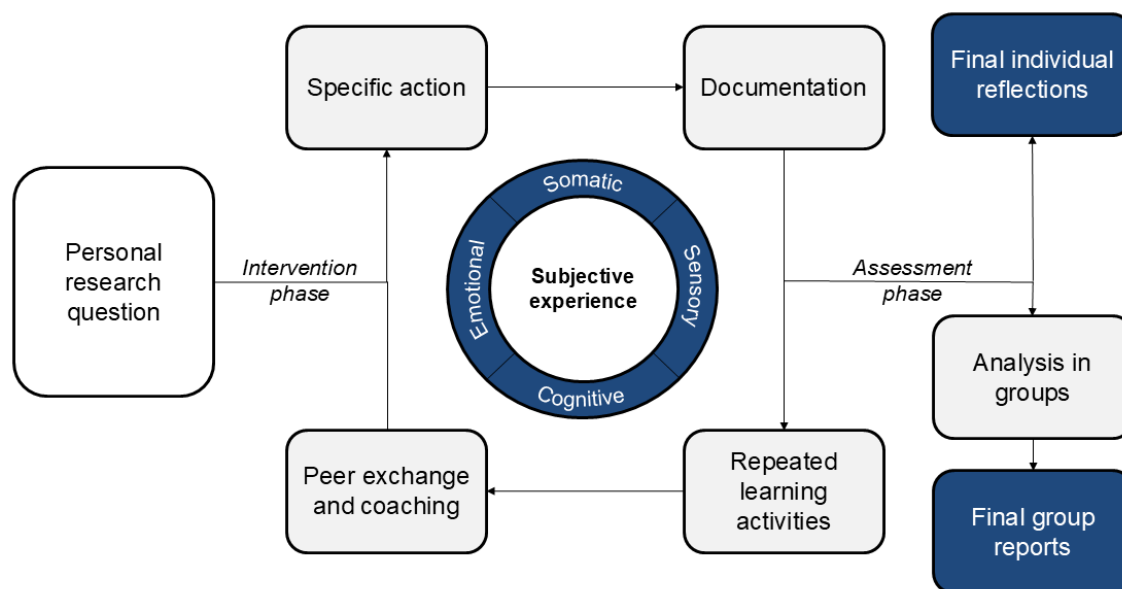 Specific action
Documentation
Final individual
reflections
Personal
research
question
Intervention
phase
Somatic
Emotional
Sensory
Cognitive
Subjective
experience
Assessment
phase
Analysis in
groups
Peer exchange
and coaching
Repeated
learning
activities
Final group
reports